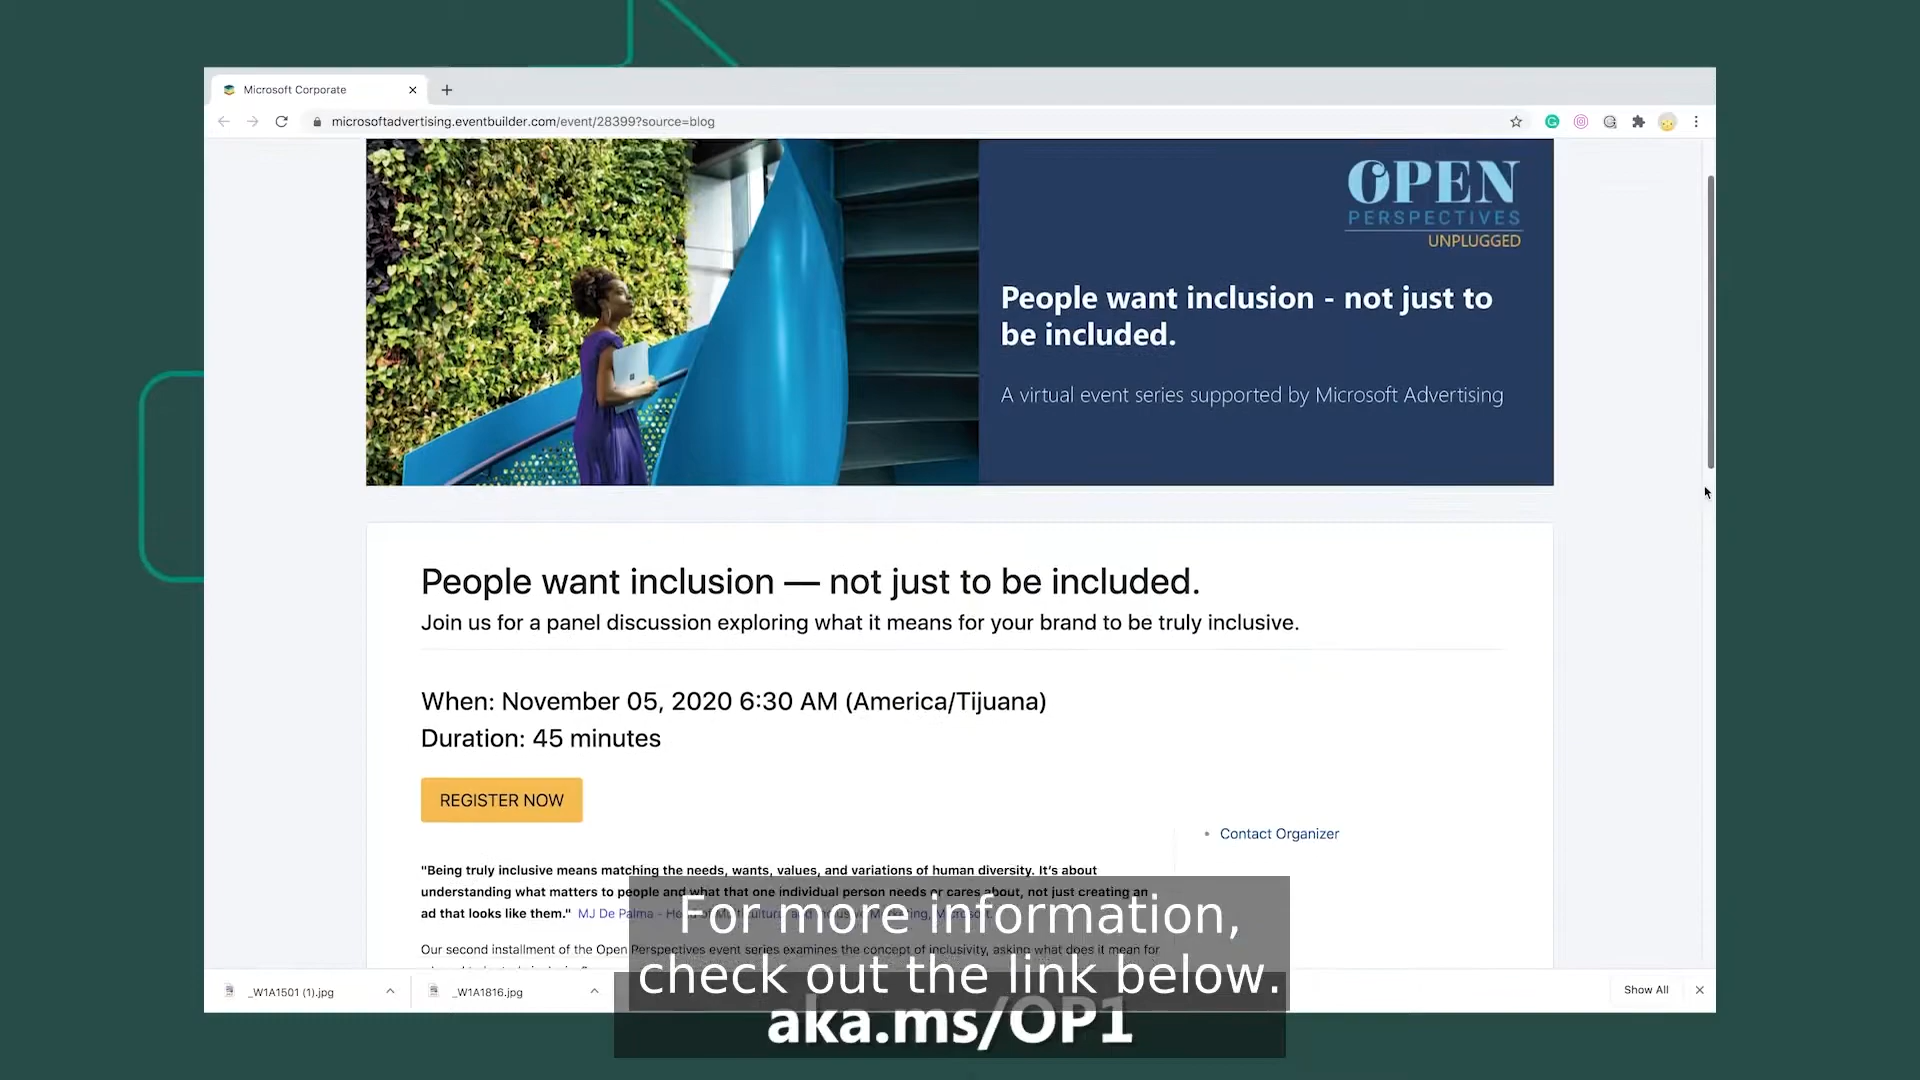 Microsoft Corporate
microsoftadvertising.eventbuilder.com/event/28399?source=blog
OPEN
PERSPECTIVES
UNPLUGGED
People want inclusion - not just to
be included.
A virtual event series supported by Microsoft Advertising
People want inclusion — not just to be included.
Join us for a panel discussion exploring what it means for your brand to be truly inclusive.
When: November 05, 2020 6:30 AM (America/Tijuana)
Duration: 45 minutes
REGISTER NOW
Contact Organizer
"Being truly inclusive means matching the needs, wants, values, and variations of human diversity. It's about
understanding what matters to people and what that one individual person needs or cares about, not just creating an
ad that looks like them." MJ De Palma - Head of Multicultural and Inclusive Marketing, Microsoft.
Our second installment of the Open Perspectives event series examines the concept of inclusivity, asking what does it mean for
For more information,
check out the link below.
_W1A1501 (1).jpg
_W1A1816.jpg
Show All
aka.ms/OP1